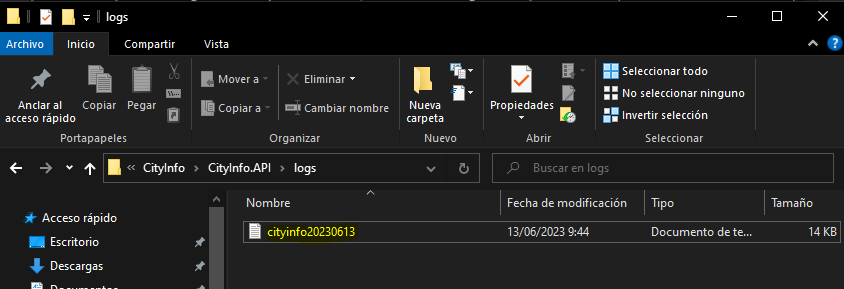 logs
Archivo Inicio Compartir Vista
Anclar al acceso rápido
Copiar
Pegar
Mover a
Copiar a
Eliminar
Cambiar nombre
Nueva carpeta
Propiedades
Seleccionar todo
No seleccionar ninguno
Invertir selección
Portapapeles Organizar Nuevo Abrir Seleccionar
« CityInfo > CityInfo.API > logs
Buscar en logs
Nombre Fecha de modificación Tipo Tamaño
cityinfo20230613 13/06/2023 9:44 Documento de te... 14 KB
Acceso rápido
Escritorio
Descargas